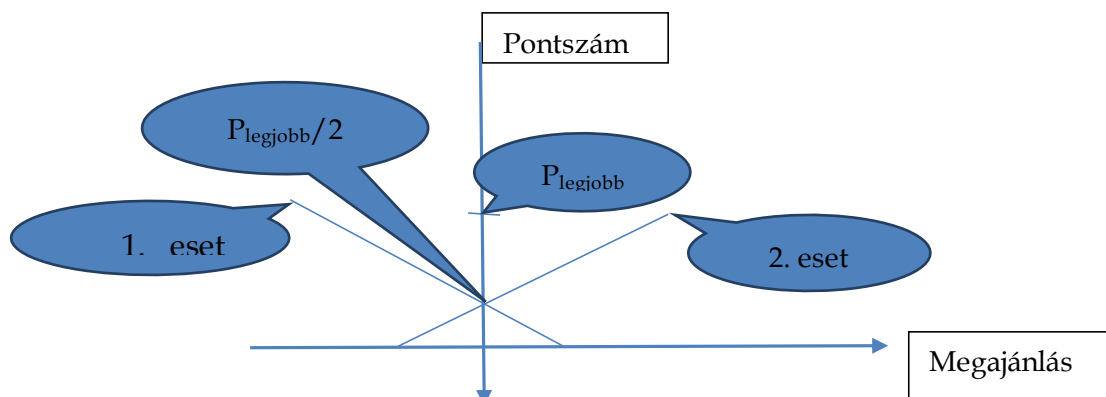 Pontszám
Plegjobb/2
Plegjobb
1. eset
2. eset
Megajánlás